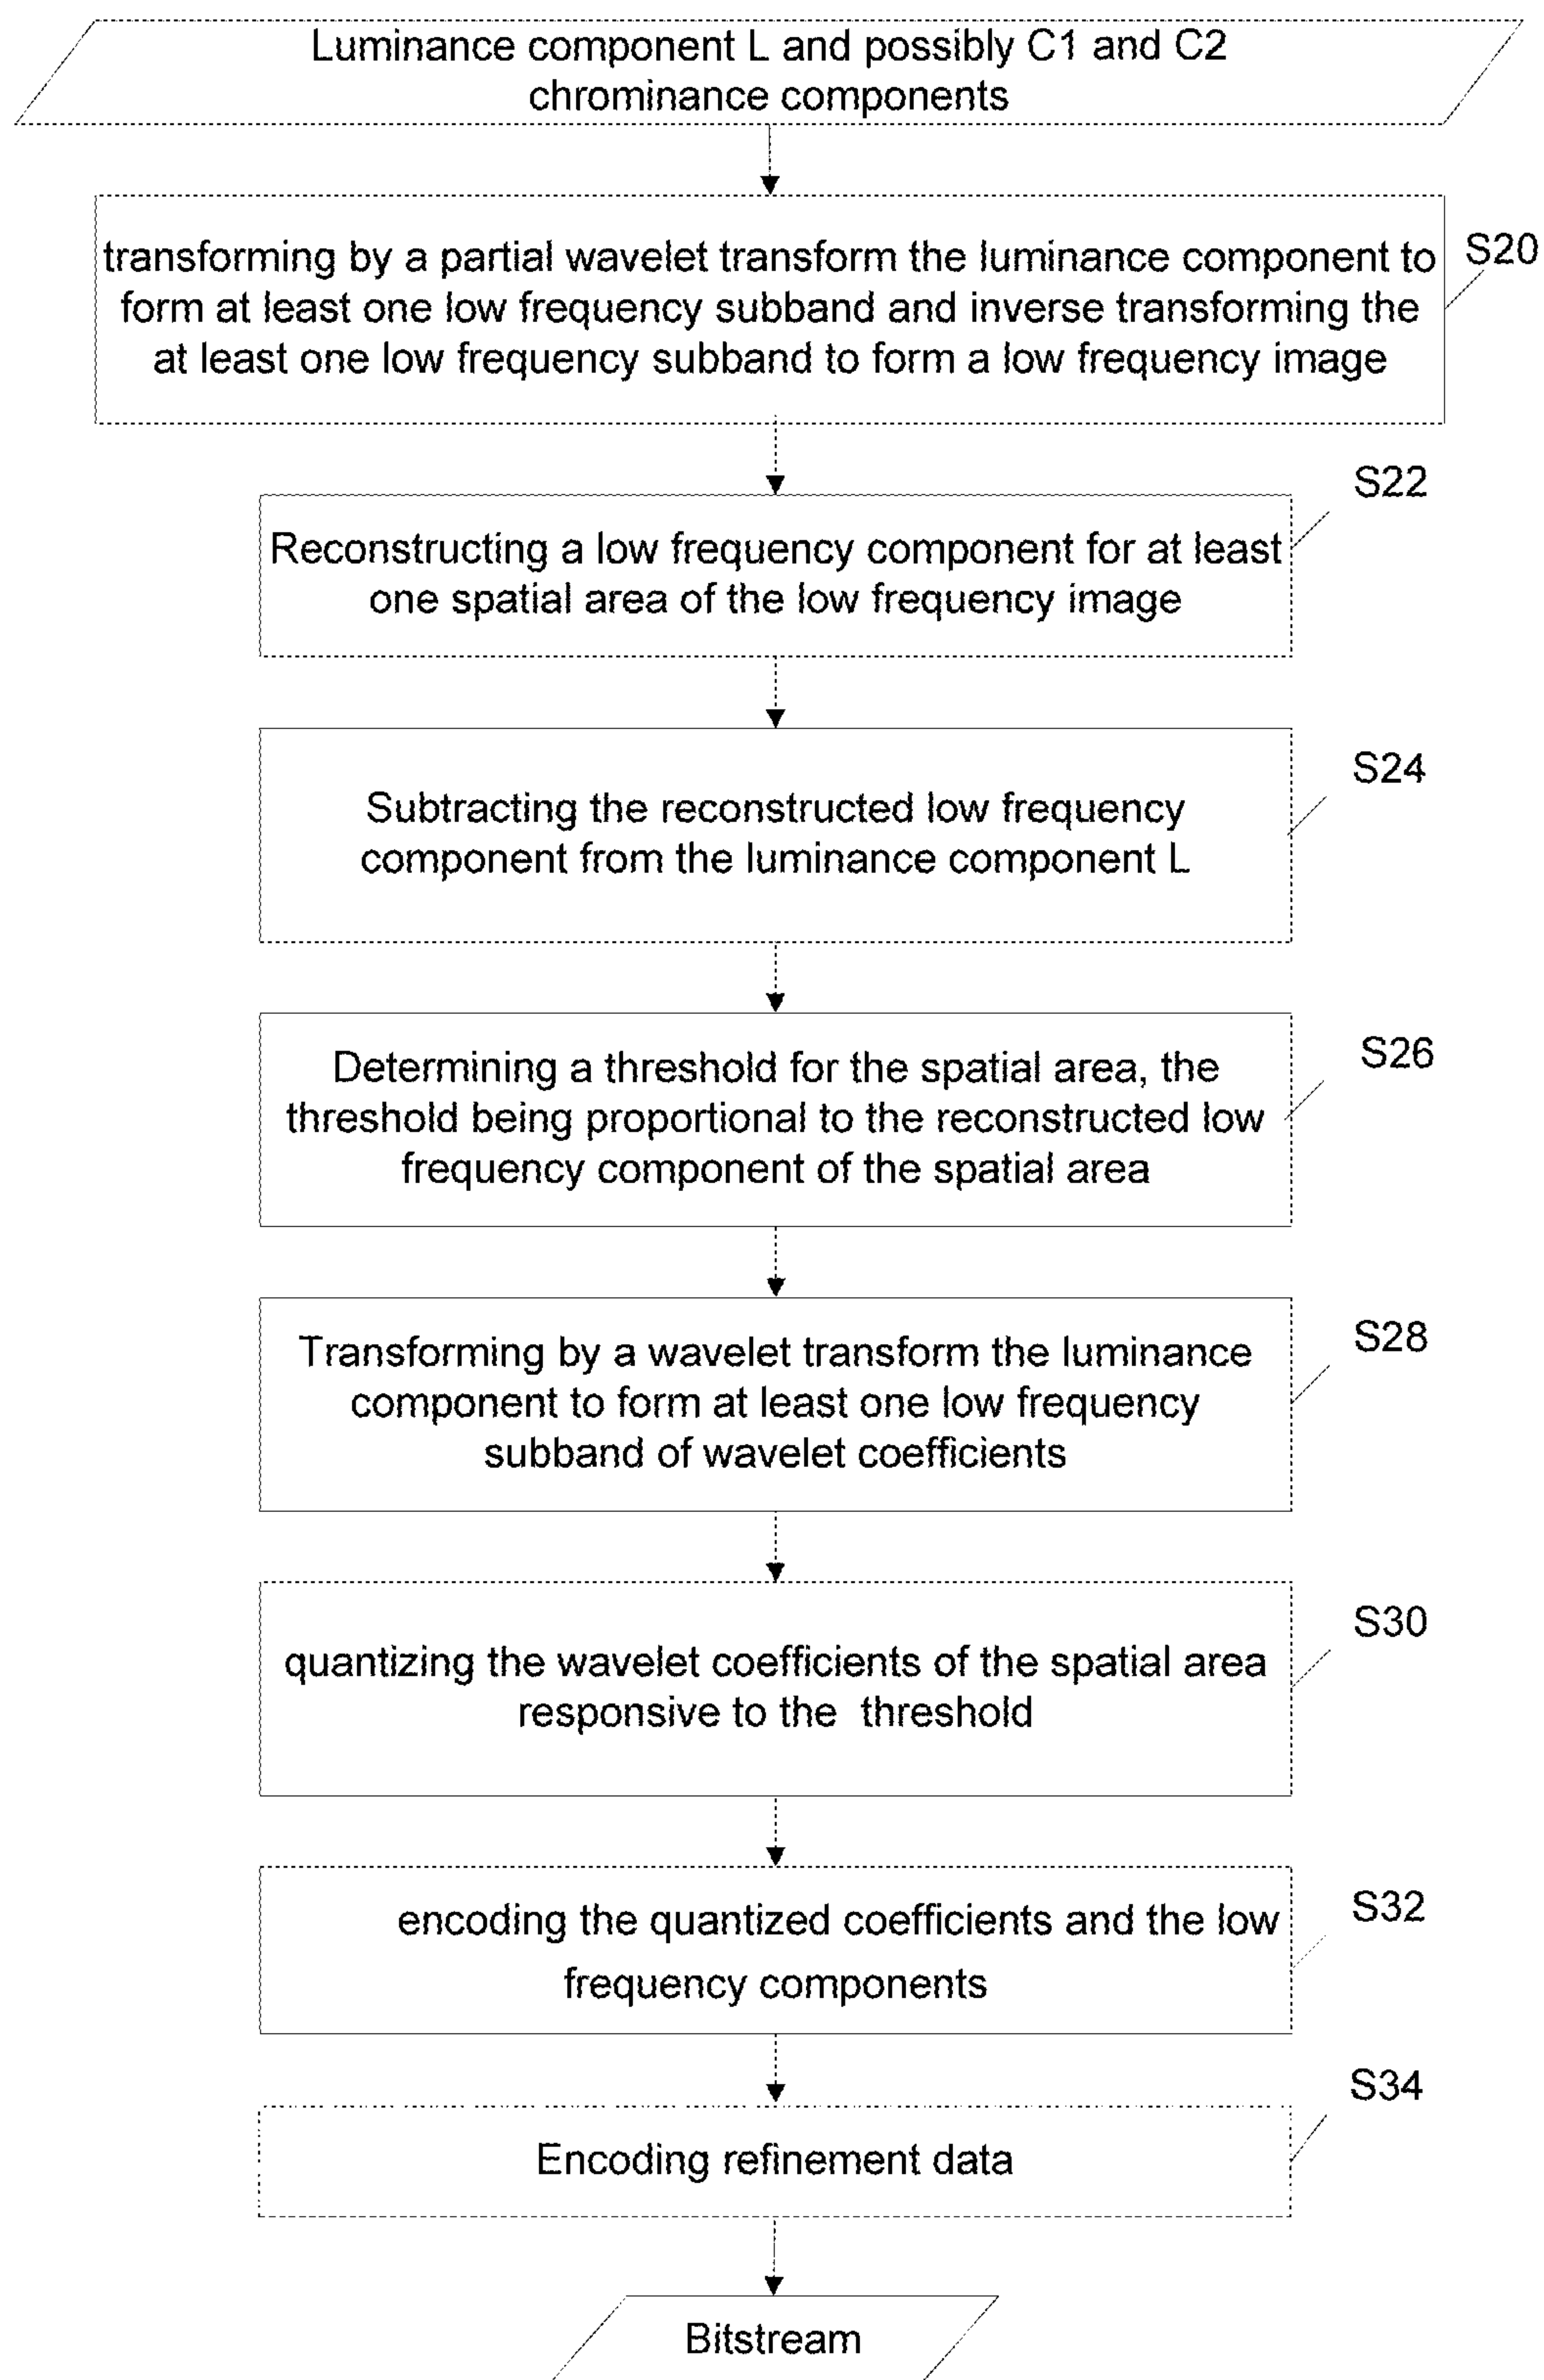 Luminance component L and possibly C1 and C2
chrominance components
transforming by a partial wavelet transform the luminance component to
form at least one low frequency subband and inverse transforming the
at least one low frequency subband to form a low frequency image
S20
Reconstructing a low frequency component for at least
one spatial area of the low frequency image
S22
Subtracting the reconstructed low frequency
component from the luminance component L
S24
Determining a threshold for the spatial area, the
threshold being proportional to the reconstructed low
frequency component of the spatial area
S26
Transforming by a wavelet transform the luminance
component to form at least one low frequency
subband of wavelet coefficients
S28
quantizing the wavelet coefficients of the spatial area
responsive to the threshold
S30
encoding the quantized coefficients and the low
frequency components
S32
Encoding refinement data
S34
Bitstream